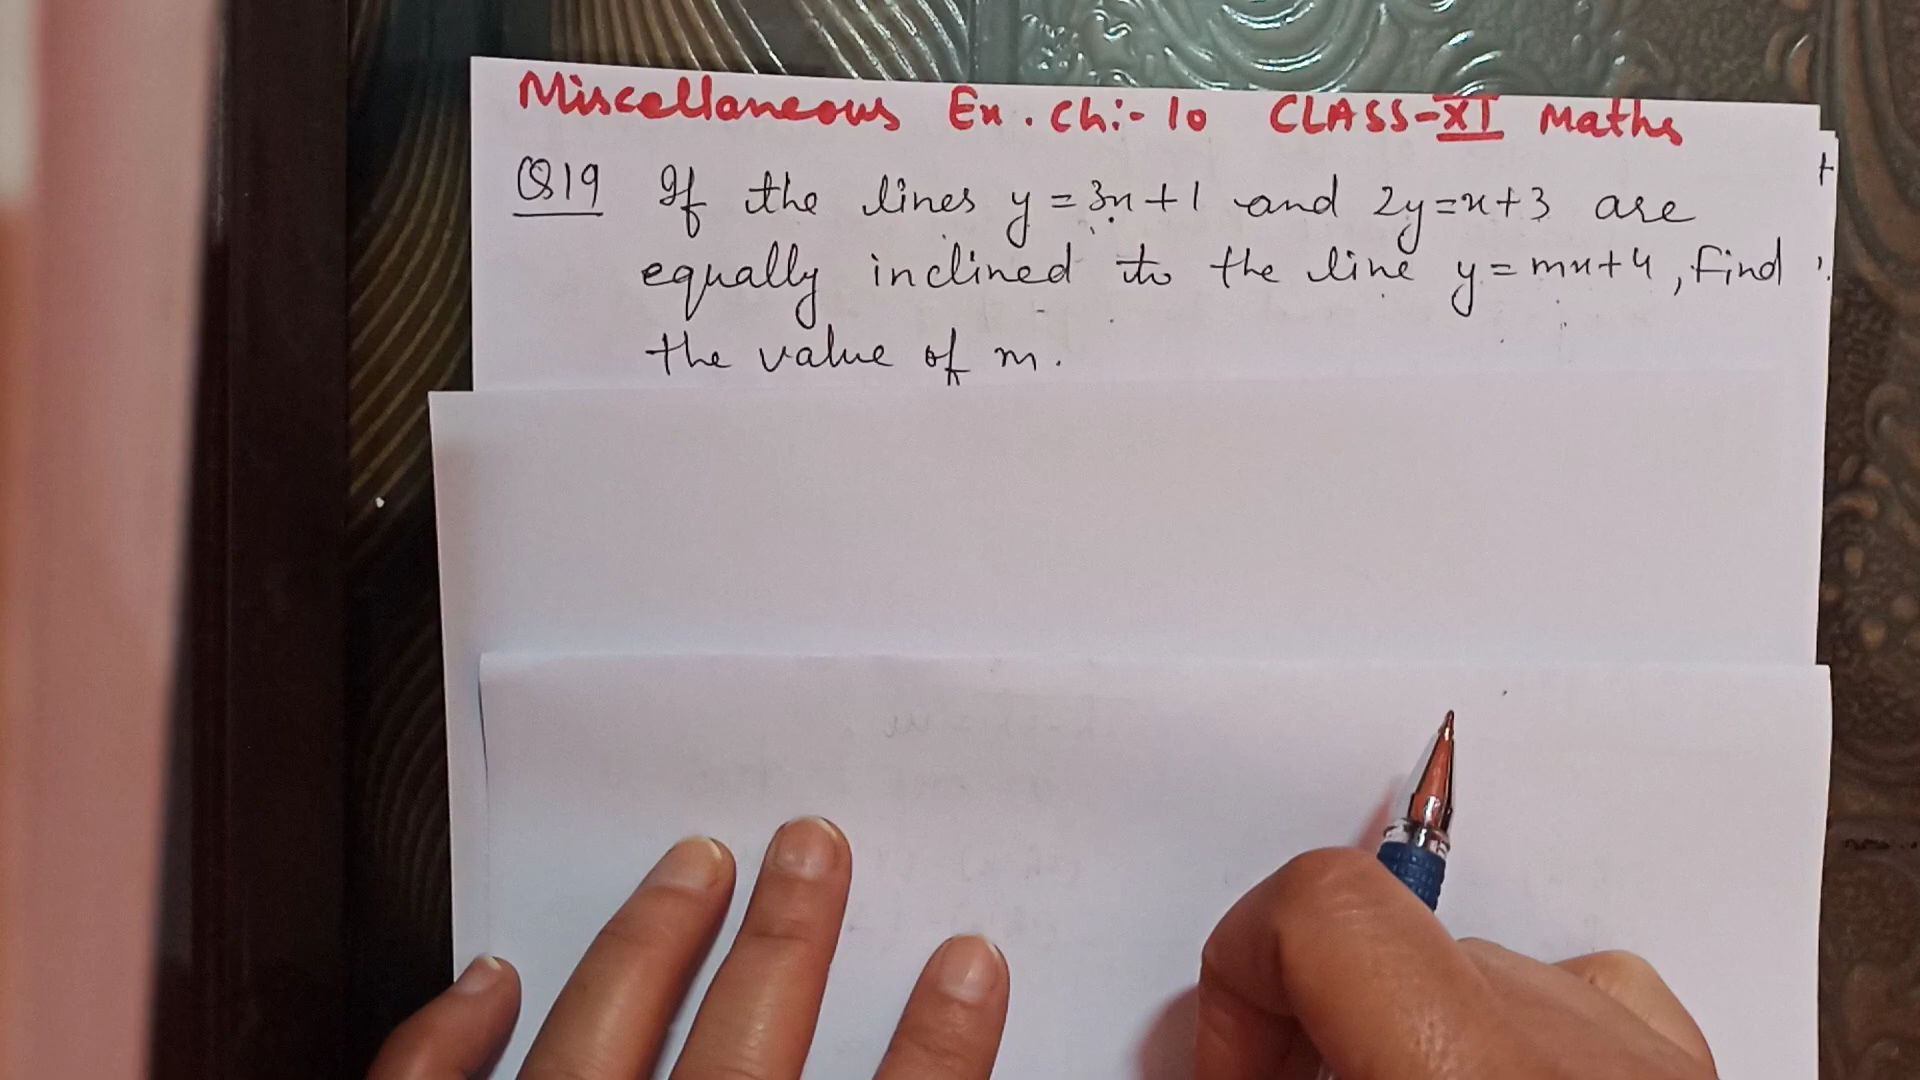 Miscellaneous Ex. Ch:- 10 CLASS-XI Maths
Q19 If the lines y = 3x + 1 and 2y = x + 3 are
equally inclined to the line y = mx + 4, find
the value of m.